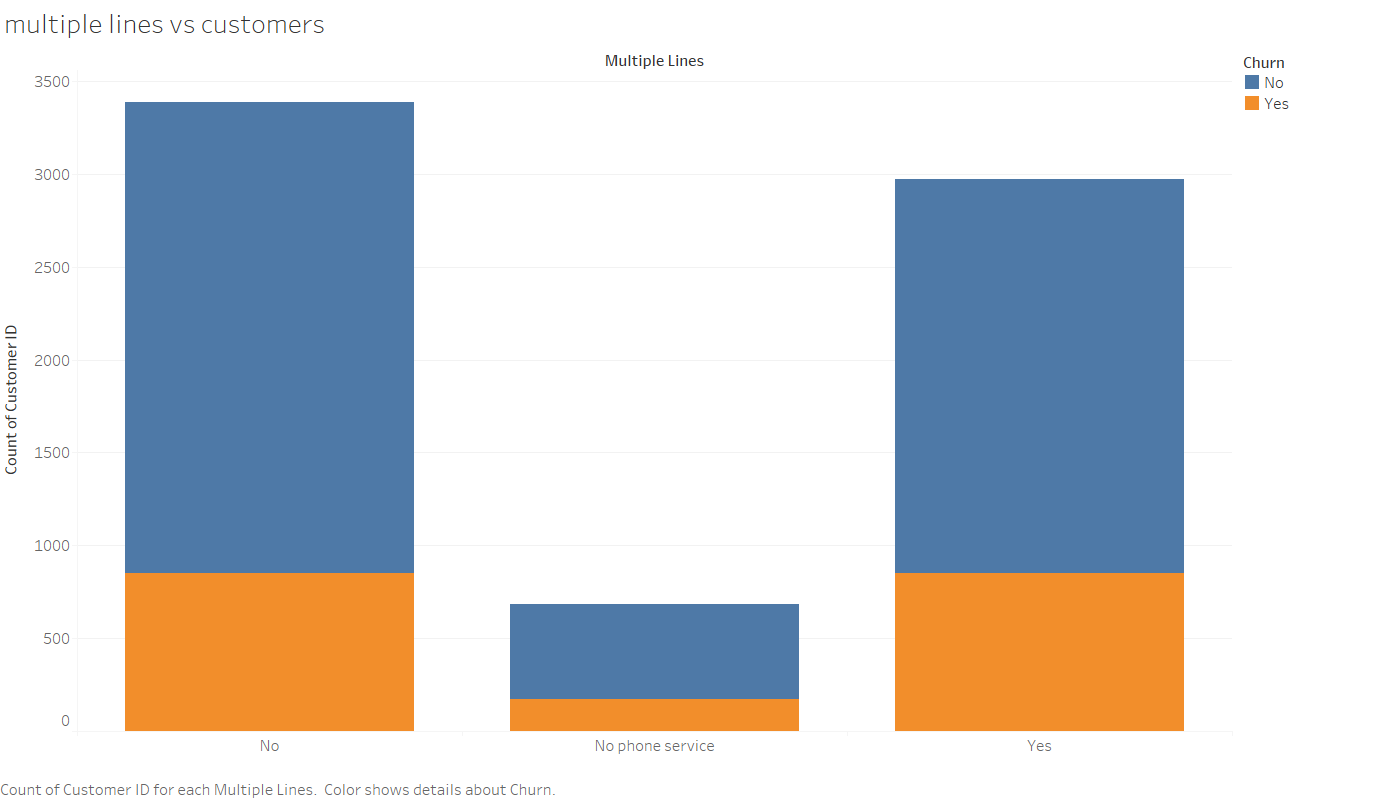 multiple lines vs customers
Multiple Lines
Churn
No
Yes
3500
3000
2500
2000
1500
1000
500
0
Count of Customer ID
No
No phone service
Yes
Count of Customer ID for each Multiple Lines.  Color shows details about Churn.